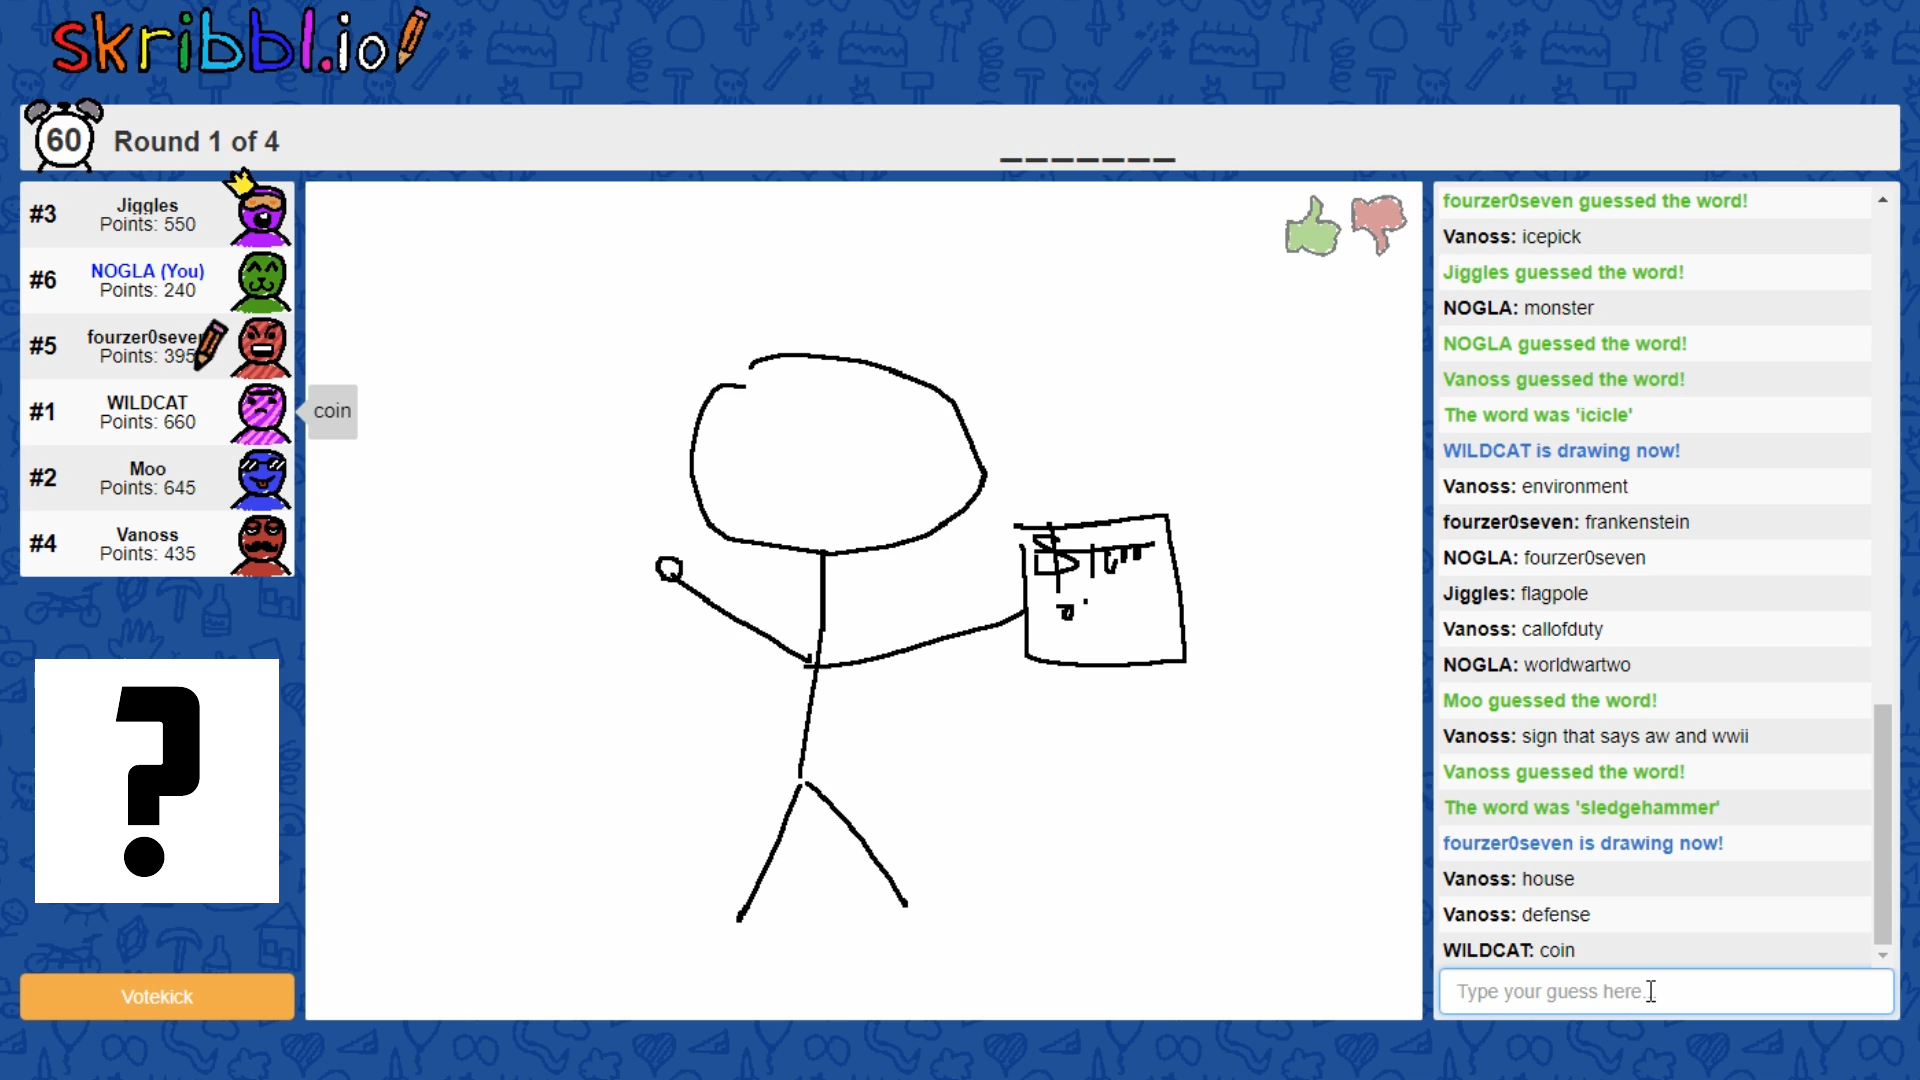 skribbl.io
60
Round 1 of 4
_______
#3
Jiggles
Points: 550
#6
NOGLA (You)
Points: 240
#5
fourzer0seve
Points: 395
#1
WILDCAT
Points: 660
coin
#2
Moo
Points: 645
#4
Vanoss
Points: 435
?
Votekick
fourzer0seven guessed the word!
Vanoss: icepick
Jiggles guessed the word!
NOGLA: monster
NOGLA guessed the word!
Vanoss guessed the word!
The word was 'icicle'
WILDCAT is drawing now!
Vanoss: environment
fourzer0seven: frankenstein
NOGLA: fourzer0seven
Jiggles: flagpole
Vanoss: callofduty
NOGLA: worldwartwo
Moo guessed the word!
Vanoss: sign that says aw and wwii
Vanoss guessed the word!
The word was 'sledgehammer'
fourzer0seven is drawing now!
Vanoss: house
Vanoss: defense
WILDCAT: coin
Type your guess here.